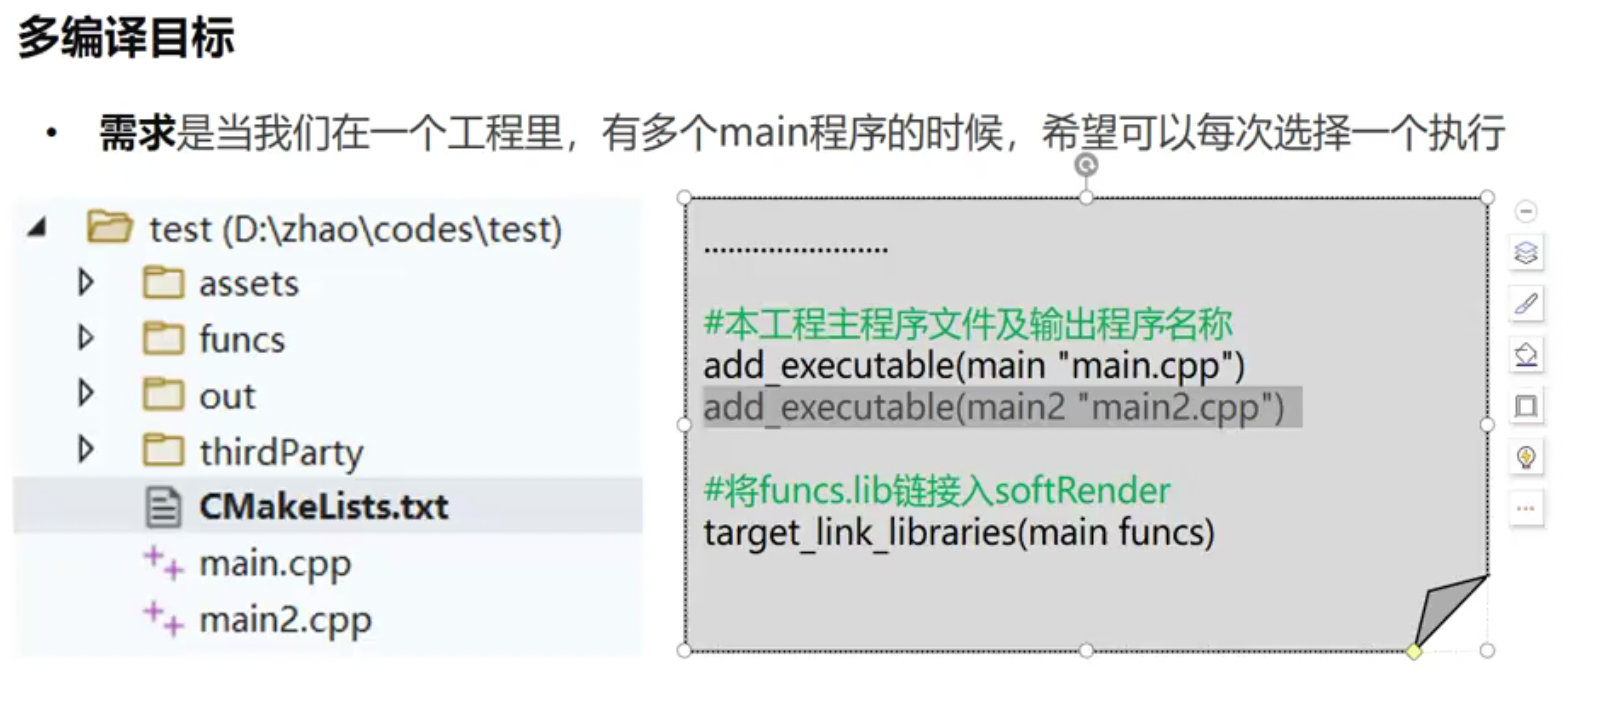 多编译目标
• 需求是当我们在一个工程里，有多个main程序的时候，希望可以每次选择一个执行
test (D:\zhao\codes\test)
assets
funcs
out
thirdParty
CMakeLists.txt
main.cpp
main2.cpp
.......................
#本工程主程序文件及输出程序名称
add_executable(main "main.cpp")
add_executable(main2 "main2.cpp")
#将funcs.lib链接入softRender
target_link_libraries(main funcs)